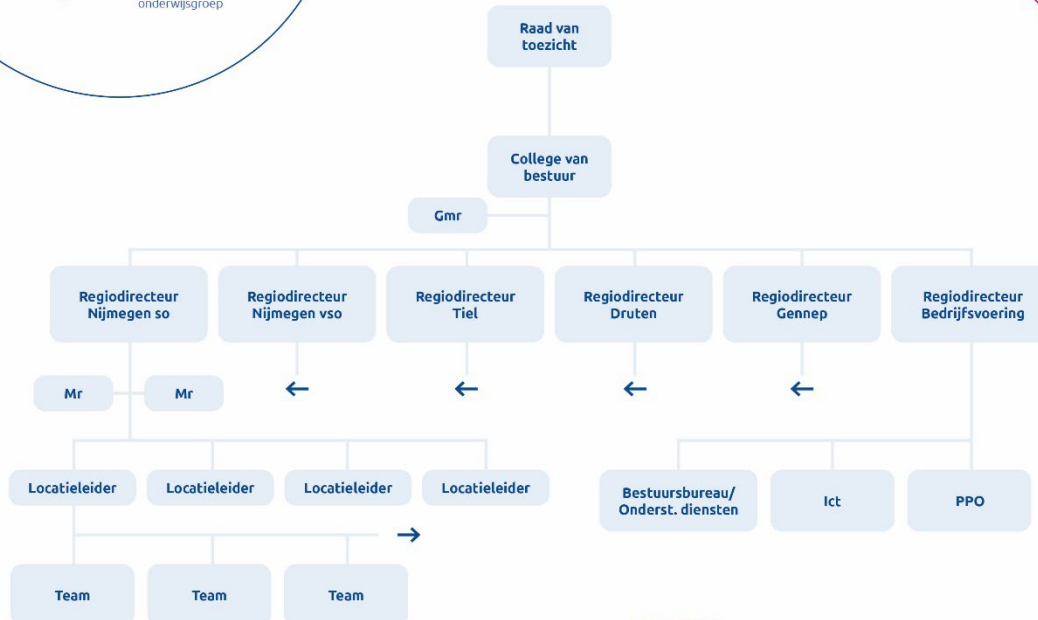 onderwijsgroep
Raad van
toezicht
College van
bestuur
Gmr
Regiodirecteur
Nijmegen so
Regiodirecteur
Nijmegen vso
Regiodirecteur
Tiel
Regiodirecteur
Druten
Regiodirecteur
Gennep
Regiodirecteur
Bedrijfsvoering
Mr
Mr
Locatieleider
Locatieleider
Locatieleider
Locatieleider
Bestuursbureau/
Onderst. diensten
Ict
PPO
Team
Team
Team